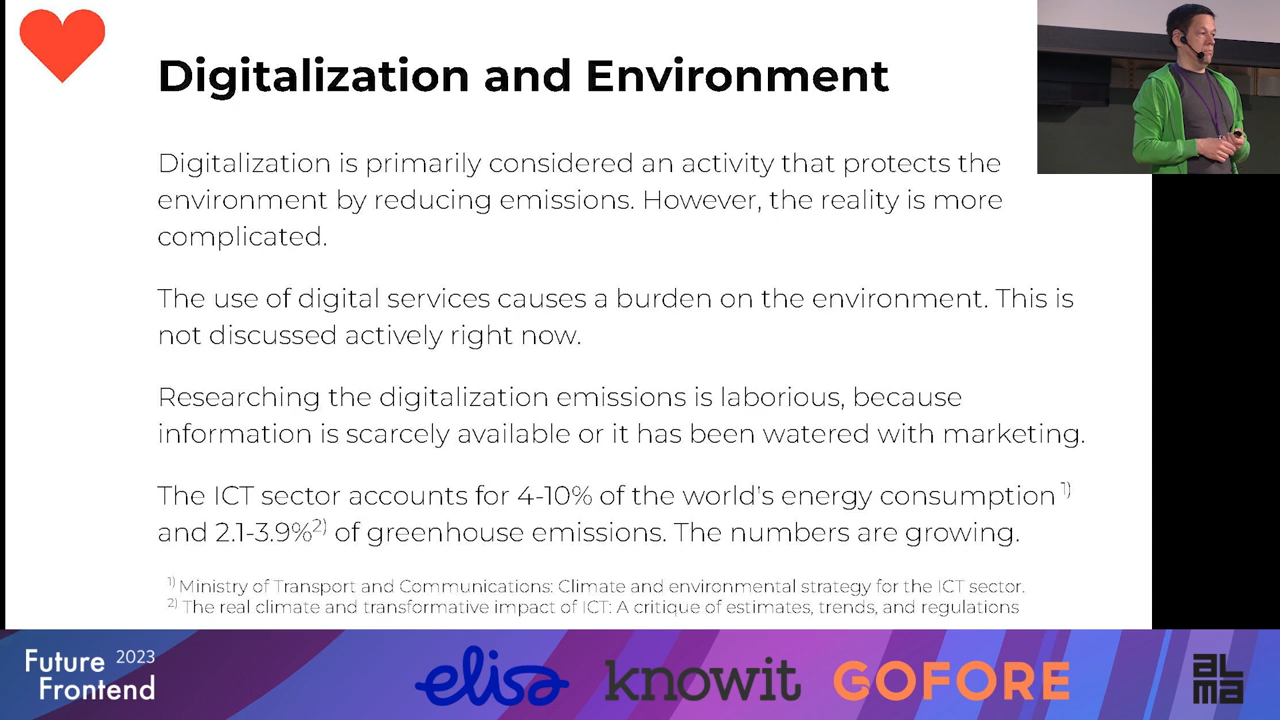 Digitalization and Environment
Digitalization is primarily considered an activity that protects the
environment by reducing emissions. However, the reality is more
complicated.
The use of digital services causes a burden on the environment. This is
not discussed actively right now.
Researching the digitalization emissions is laborious, because
information is scarcely available or it has been watered with marketing.
The ICT sector accounts for 4-10% of the world's energy consumption 1)
and 2.1-3.9%2) of greenhouse emissions. The numbers are growing.
1) Ministry of Transport and Communications: Climate and environmental strategy for the ICT sector.
2) The real climate and transformative impact of ICT: A critique of estimates, trends, and regulations
Future 2023
Frontend
elisa
knowit
GOFORE
ALMA